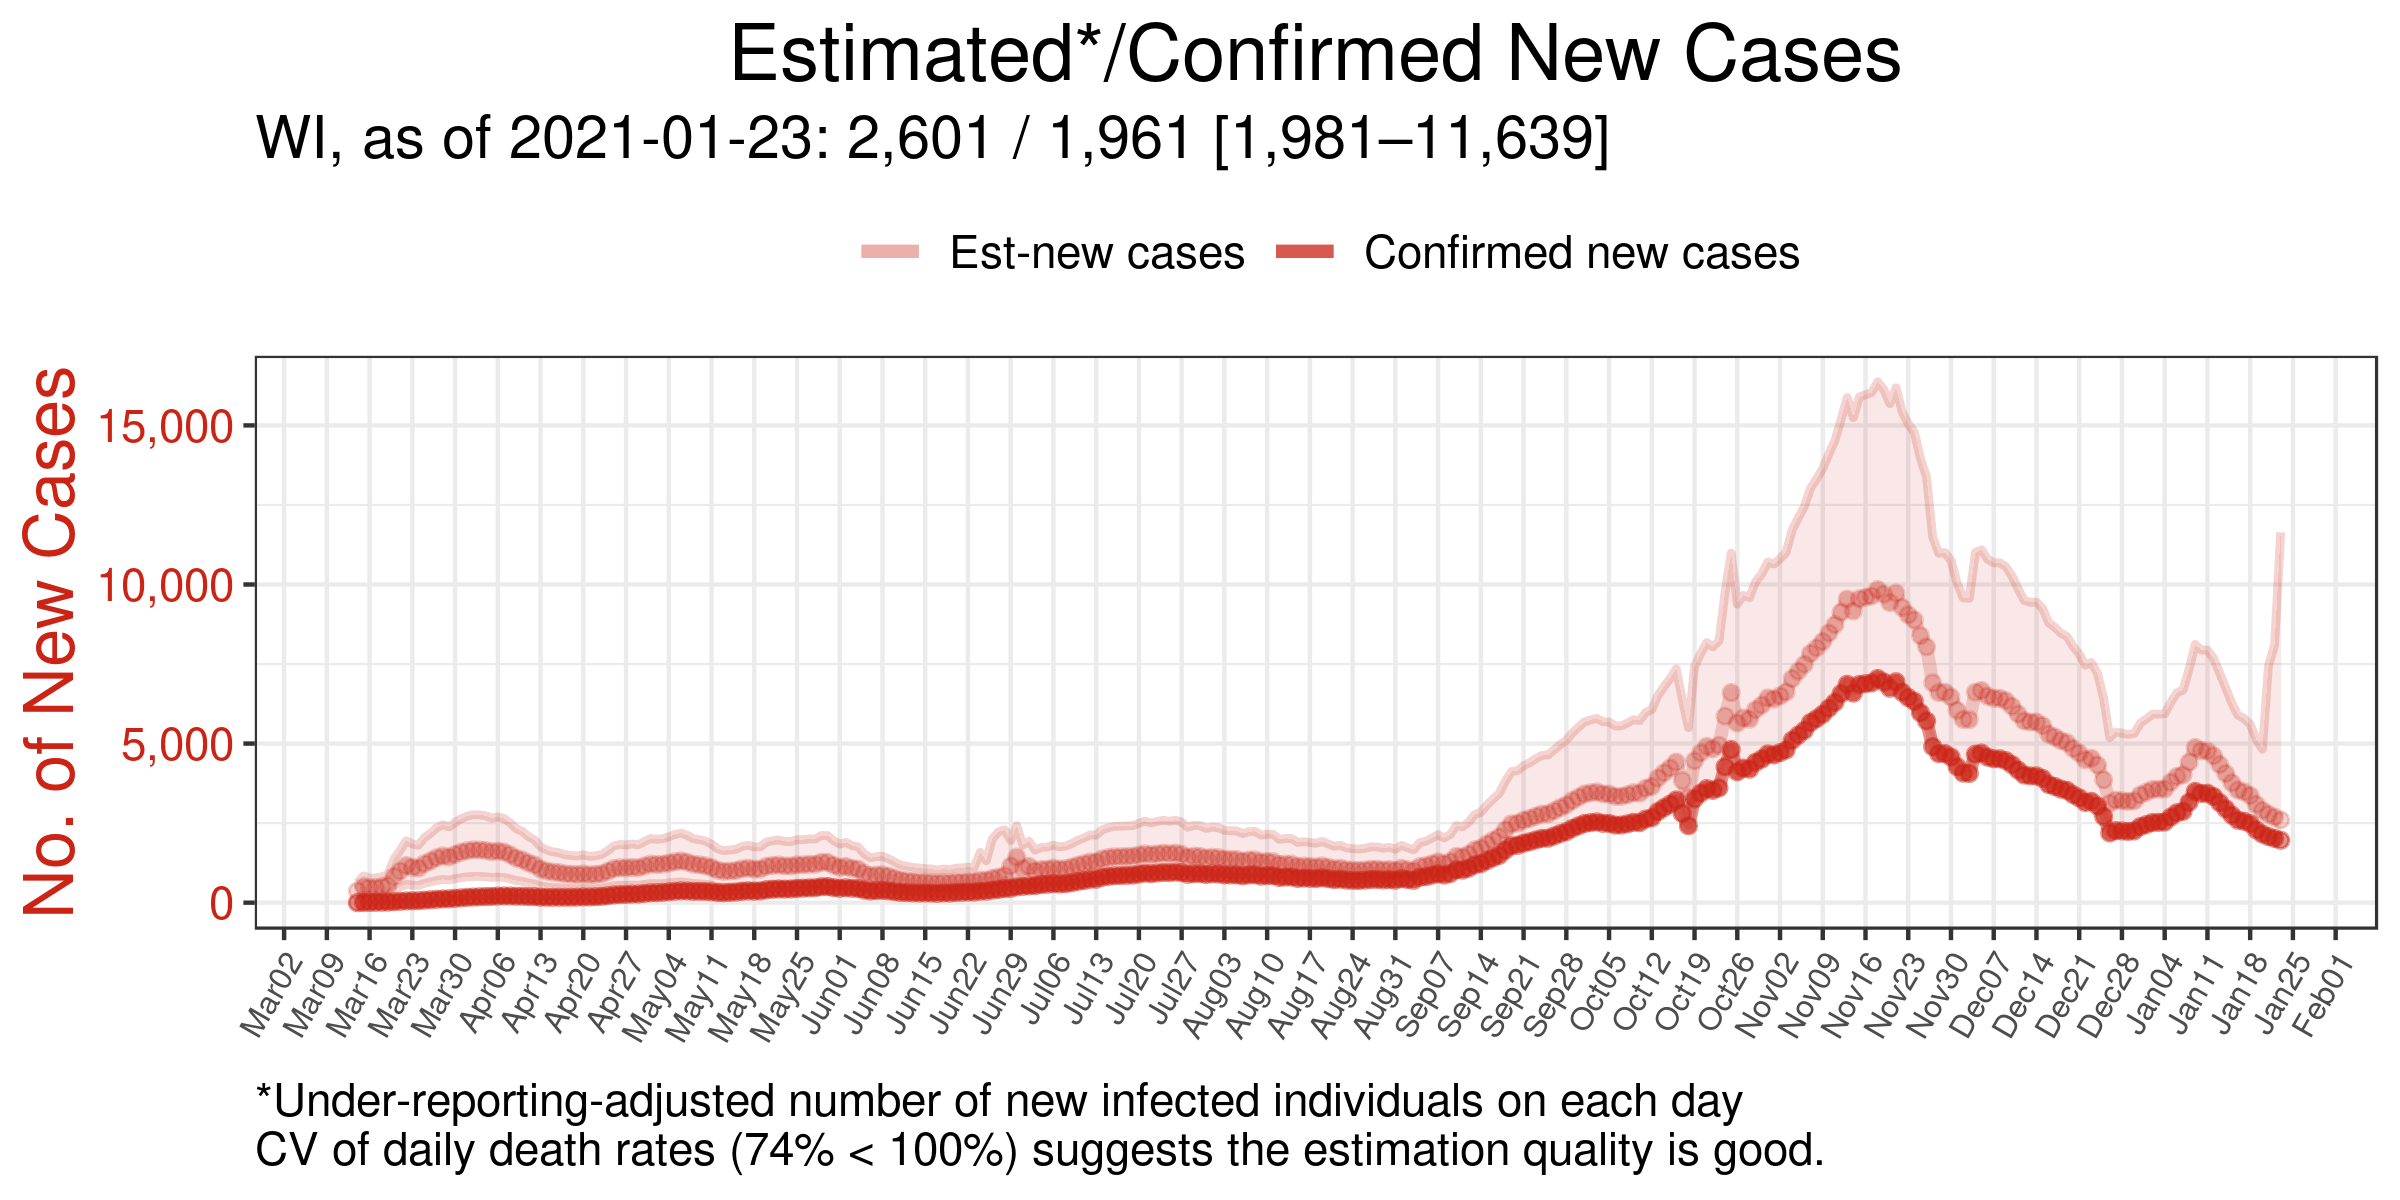 Estimated*/Confirmed New Cases
WI, as of 2021-01-23: 2,601 / 1,961 [1,981–11,639]
Est-new cases
Confirmed new cases
No. of New Cases
15,000
10,000
5,000
0
Mar02
Mar09
Mar16
Mar23
Mar30
Apr06
Apr13
Apr20
Apr27
May04
May11
May18
May25
Jun01
Jun08
Jun15
Jun22
Jun29
Jul06
Jul13
Jul20
Jul27
Aug03
Aug10
Aug17
Aug24
Aug31
Sep07
Sep14
Sep21
Sep28
Oct05
Oct12
Oct19
Oct26
Nov02
Nov09
Nov16
Nov23
Nov30
Dec07
Dec14
Dec21
Dec28
Jan04
Jan11
Jan18
Jan25
Feb01
*Under-reporting-adjusted number of new infected individuals on each day
CV of daily death rates (74% < 100%) suggests the estimation quality is good.